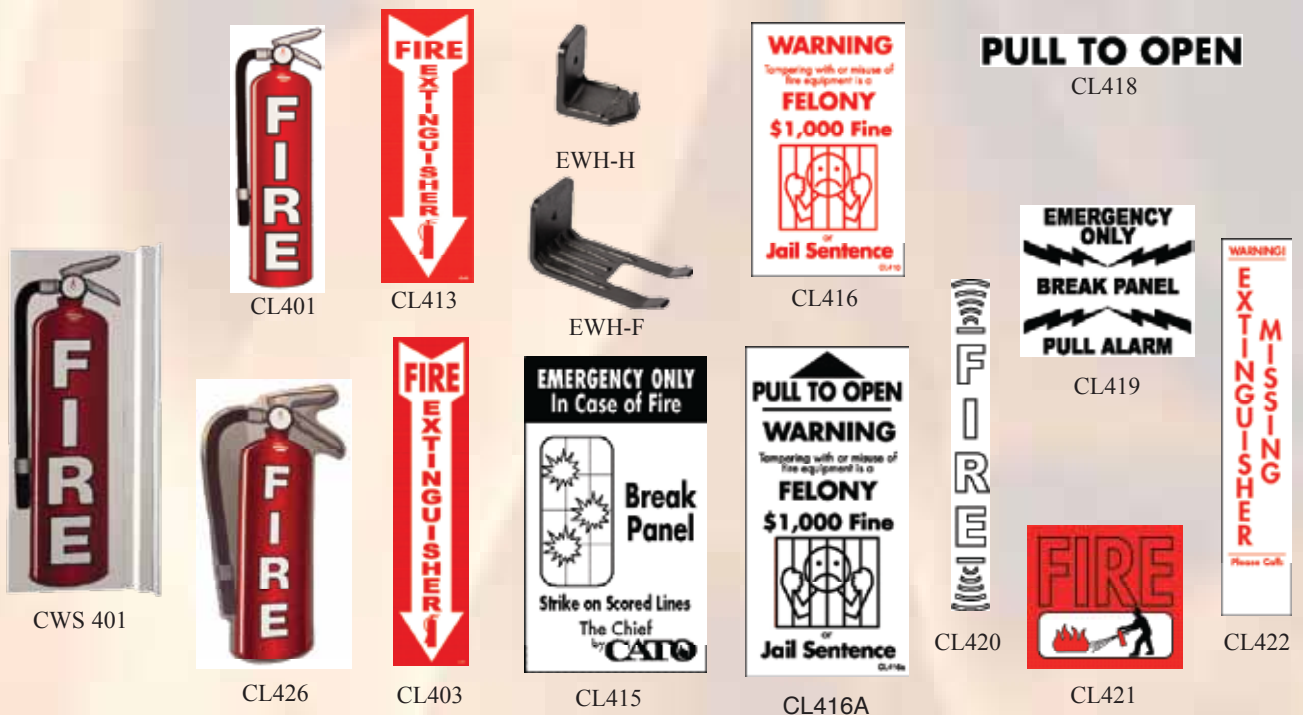 FIRE
CWS 401
FIRE
CL401
FIRE
CL426
FIRE
EXTINGUISHER
CL413
FIRE
EXTINGUISHER
CL403
EWH-H
EWH-F
EMERGENCY ONLY
In Case of Fire
Break
Panel
Strike on Scored Lines
The Chief
by CATO
CL415
WARNING
Tampering with or misuse of
fire equipment is a
FELONY
$1,000 Fine
or
Jail Sentence
CL416
PULL TO OPEN
WARNING
Tampering with or misuse of
fire equipment is a
FELONY
$1,000 Fine
or
Jail Sentence
CL416a
CL416A
PULL TO OPEN
CL418
EMERGENCY
ONLY
BREAK PANEL
PULL ALARM
CL419
FIRE
CL420
FIRE
CL421
WARNING!
EXTINGUISHER
MISSING
Please Call:
CL422